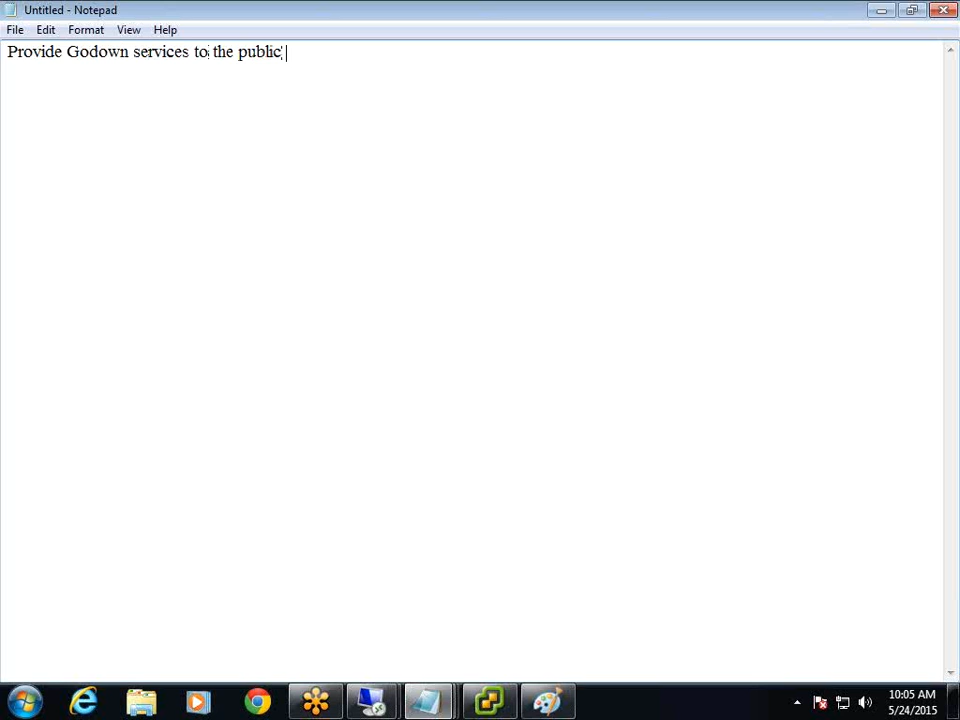 Untitled - Notepad
File Edit Format View Help
Provide Godown services to the public
10:05 AM
5/24/2015